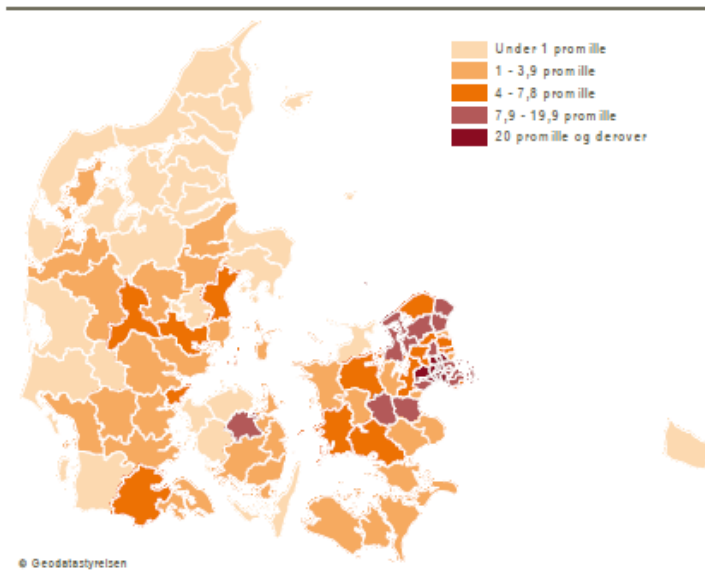 Under 1 promille
1 - 3,9 promille
4 - 7,8 promille
7,9 - 19,9 promille
20 promille og derover
© Geodatastyrelsen